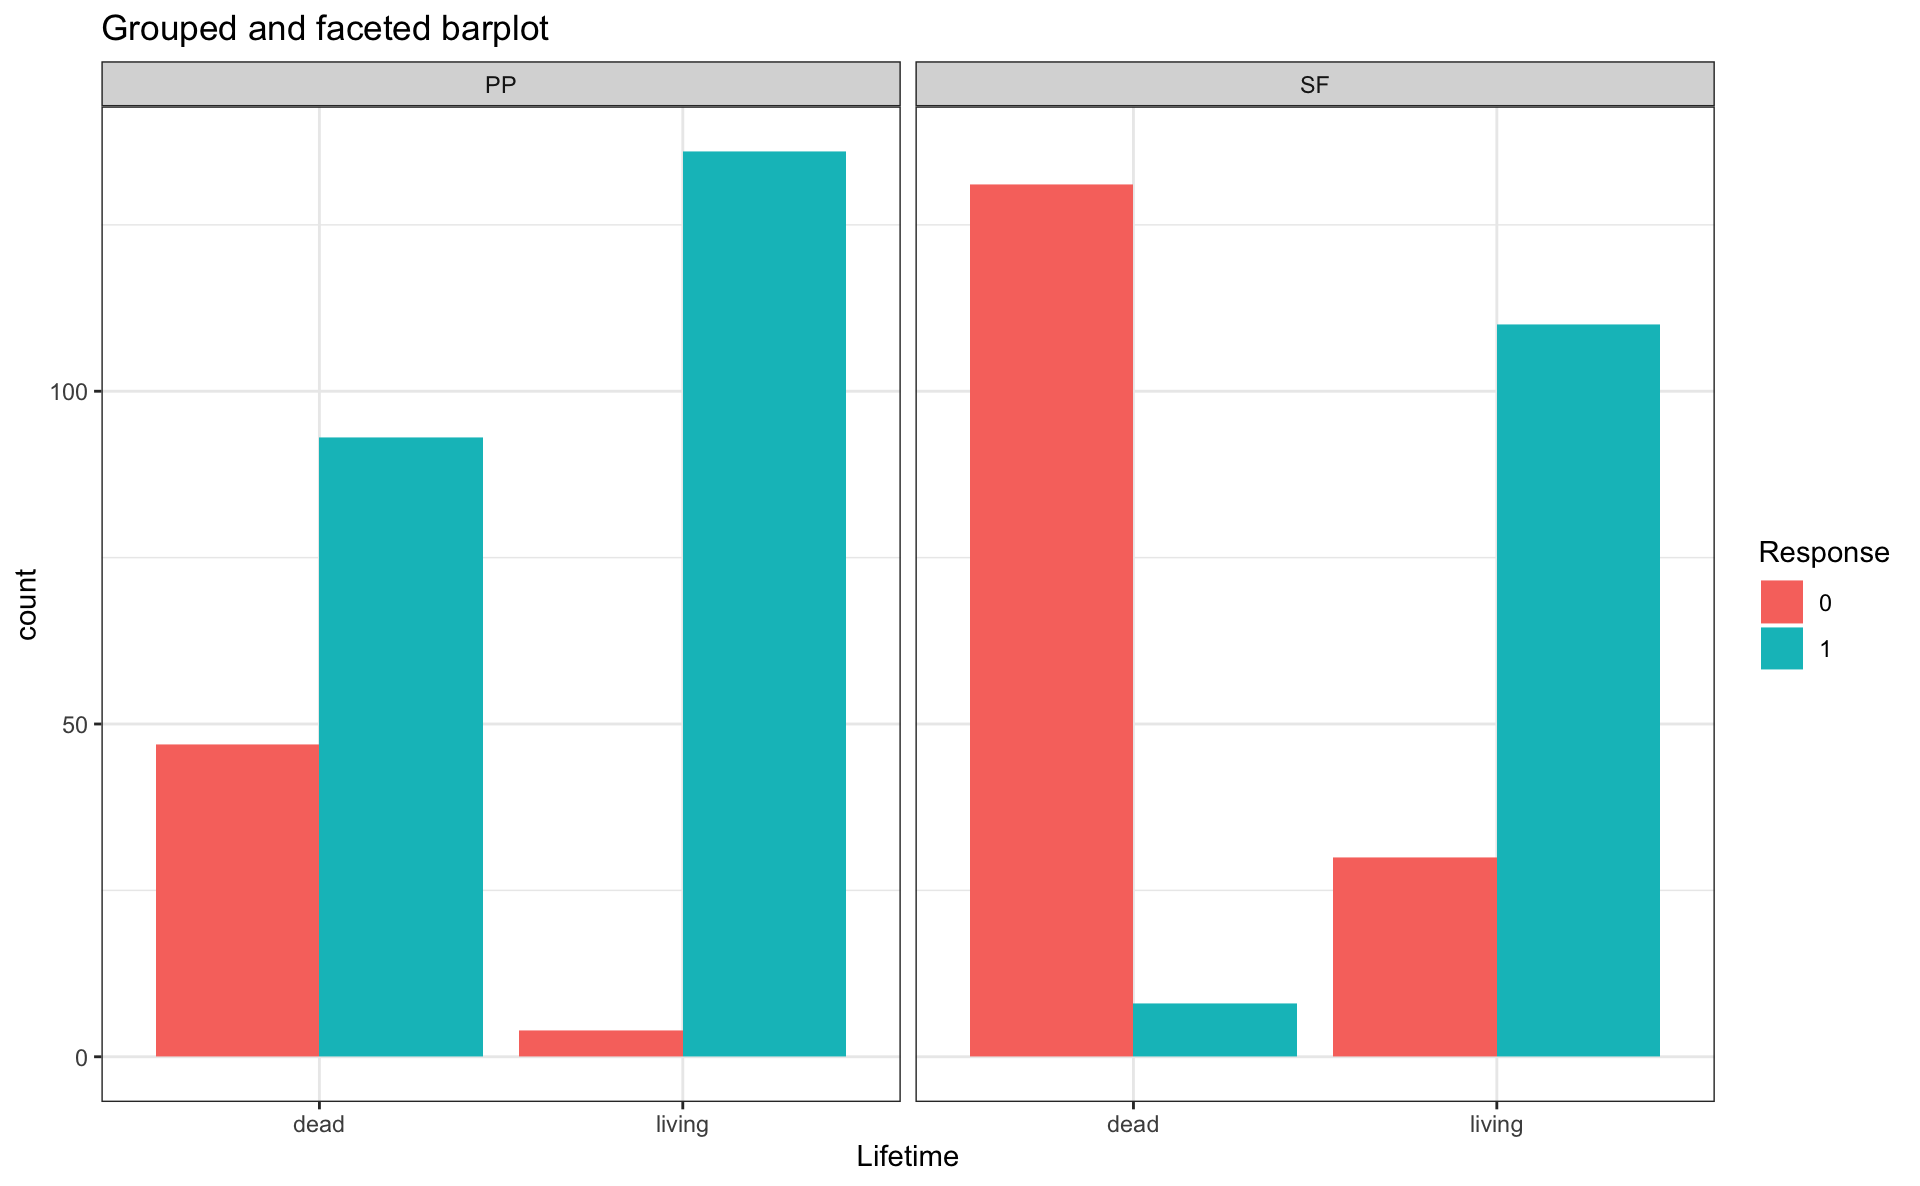 Grouped and faceted barplot
PP
SF
100
50
0
count
dead
living
dead
living
Lifetime
Response
0
1